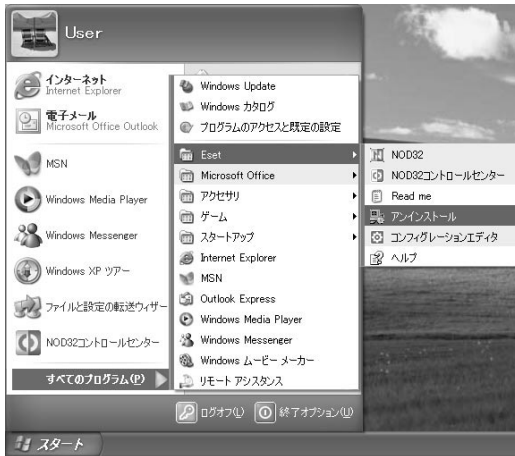 User
インターネット
Internet Explorer
電子メール
Microsoft Office Outlook
MSN
Windows Media Player
Windows Messenger
Windows XP ツアー
ファイルと設定の転送ウィザー
NOD32コントロールセンター
すべてのプログラム(P)
Windows Update
Windows カタログ
プログラムのアクセスと既定の設定
Eset
Microsoft Office
アクセサリ
ゲーム
スタートアップ
Internet Explorer
MSN
Outlook Express
Windows Media Player
Windows Messenger
Windows ムービー メーカー
リモート アシスタンス
NOD32
NOD32コントロールセンター
Read me
アンインストール
コンフィグレーションエディタ
ヘルプ
ログオフ(L)
終了オプション(U)
スタート